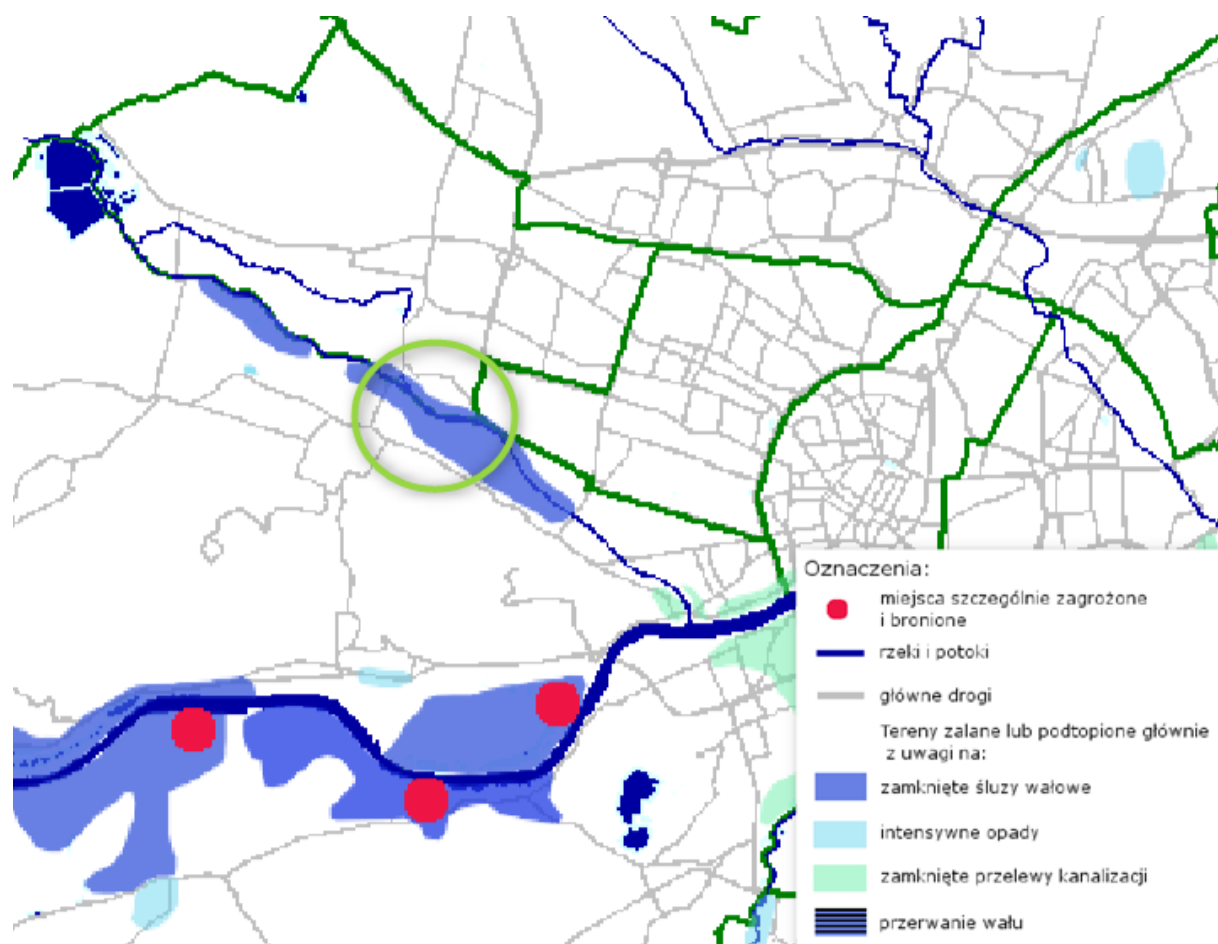 Oznaczenia:
miejsca szczególnie zagrożone
i bronione
rzeki i potoki
główne drogi
Tereny zalane lub podtopione głównie
z uwagi na:
zamknięte śluzy wałowe
intensywne opady
zamknięte przelewy kanalizacji
przerwanie wału